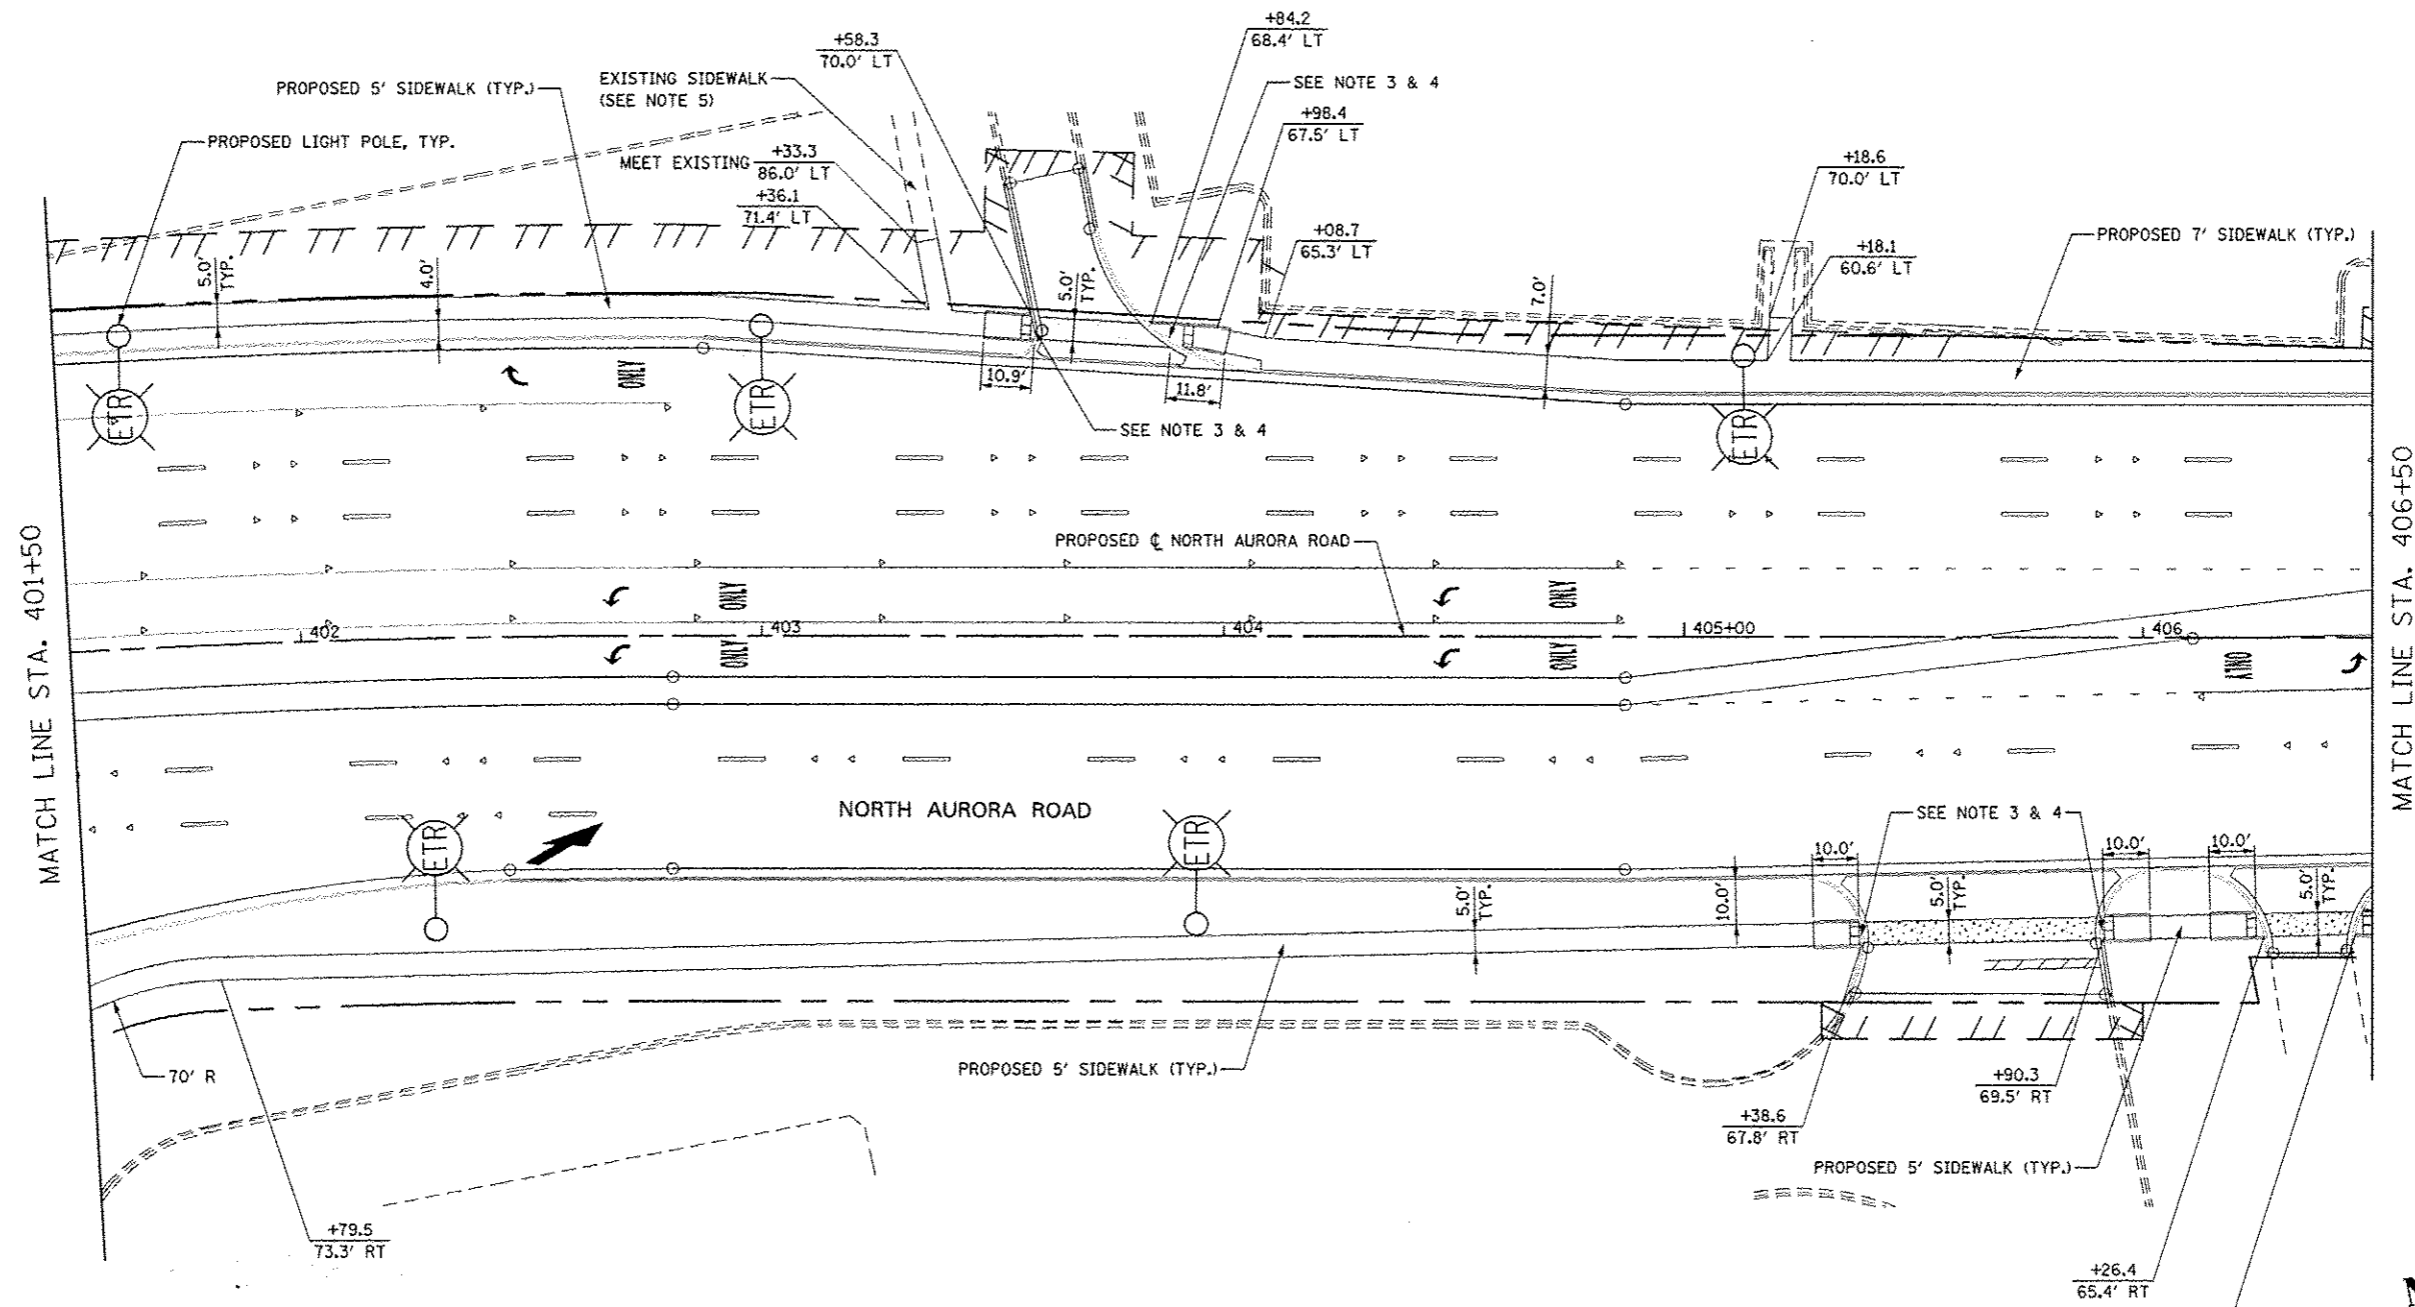 +84.2
68.4' LT
+58.3
70.0' LT
EXISTING SIDEWALK
(SEE NOTE 5)
PROPOSED 5' SIDEWALK (TYP.)
SEE NOTE 3 & 4
+98.4
67.5' LT
PROPOSED LIGHT POLE, TYP.
MEET EXISTING
+33.3
86.0' LT
+18.6
70.0' LT
+36.1
71.4' LT
+08.7
65.3' LT
+18.1
60.6' LT
PROPOSED 7' SIDEWALK (TYP.)
5.0'
TYP.
4.0'
5.0'
TYP.
7.0'
10.9'
11.8'
ONLY
ETR
ETR
ETR
SEE NOTE 3 & 4
MATCH LINE STA. 401+50
MATCH LINE STA. 406+50
PROPOSED ℄ NORTH AURORA ROAD
ONLY
ONLY
402
403
404
405+00
406
ONLY
ONLY
ONLY
NORTH AURORA ROAD
ETR
ETR
SEE NOTE 3 & 4
10.0'
10.0'
10.0'
5.0'
TYP.
10.0'
5.0'
TYP.
5.0'
TYP.
70' R
PROPOSED 5' SIDEWALK (TYP.)
+90.3
69.5' RT
+38.6
67.8' RT
PROPOSED 5' SIDEWALK (TYP.)
+79.5
73.3' RT
+26.4
65.4' RT